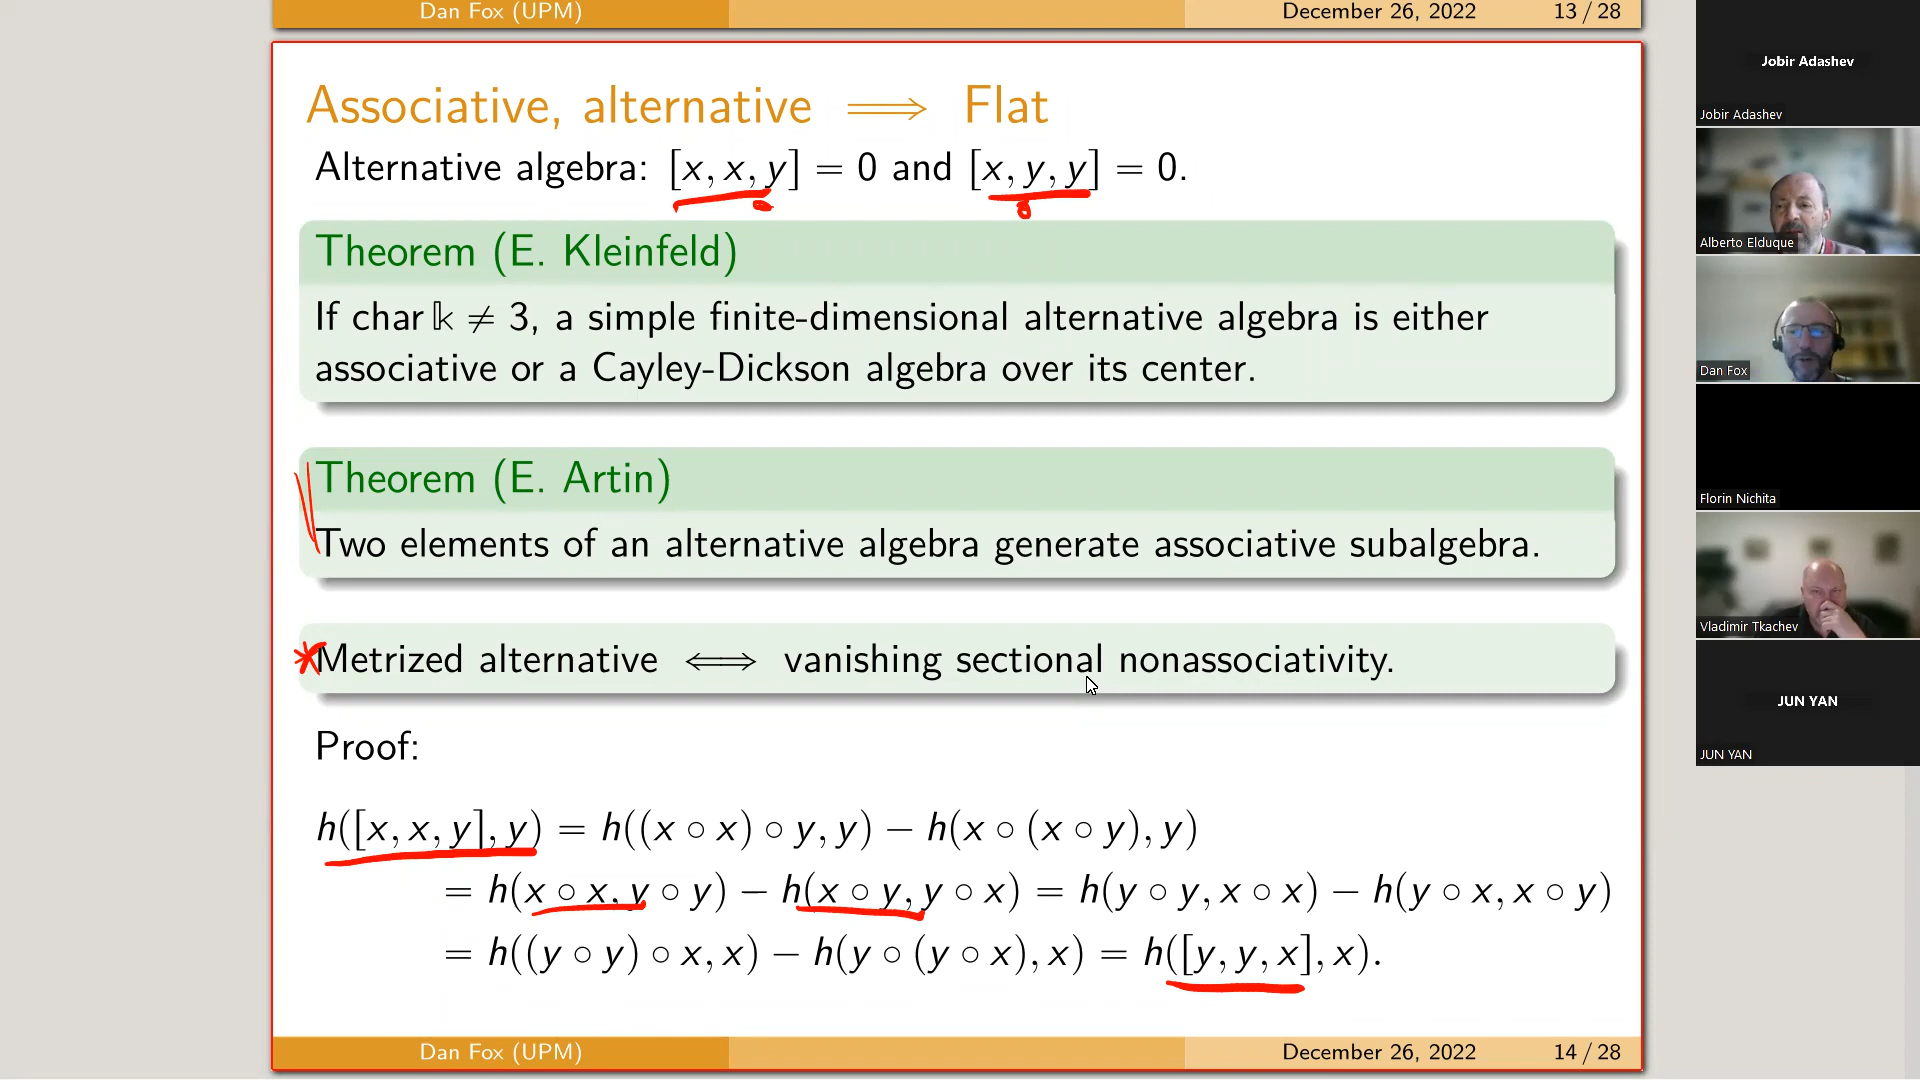 Dan Fox (UPM) December 26, 2022 13 / 28
Associative, alternative ⟹ Flat
Alternative algebra: [x, x, y] = 0 and [x, y, y] = 0.
Theorem (E. Kleinfeld)
If char 𝕜 ≠ 3, a simple finite-dimensional alternative algebra is either
associative or a Cayley-Dickson algebra over its center.
Theorem (E. Artin)
Two elements of an alternative algebra generate associative subalgebra.
Metrized alternative ⟺ vanishing sectional nonassociativity.
Proof:
h([x, x, y], y) = h((x ∘ x) ∘ y, y) − h(x ∘ (x ∘ y), y)
= h(x ∘ x, y ∘ y) − h(x ∘ y, y ∘ x) = h(y ∘ y, x ∘ x) − h(y ∘ x, x ∘ y)
= h((y ∘ y) ∘ x, x) − h(y ∘ (y ∘ x), x) = h([y, y, x], x).
Dan Fox (UPM) December 26, 2022 14 / 28
Jobir Adashev
Jobir Adashev
Alberto Elduque
Dan Fox
Florin Nichita
Vladimir Tkachev
JUN YAN
JUN YAN